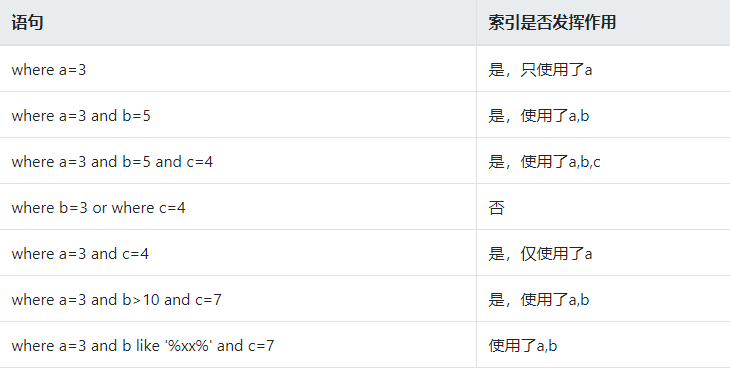 语句 索引是否发挥作用
where a=3 是，只使用了a
where a=3 and b=5 是，使用了a,b
where a=3 and b=5 and c=4 是，使用了a,b,c
where b=3 or where c=4 否
where a=3 and c=4 是，仅使用了a
where a=3 and b>10 and c=7 是，使用了a,b
where a=3 and b like '%xx%' and c=7 使用了a,b